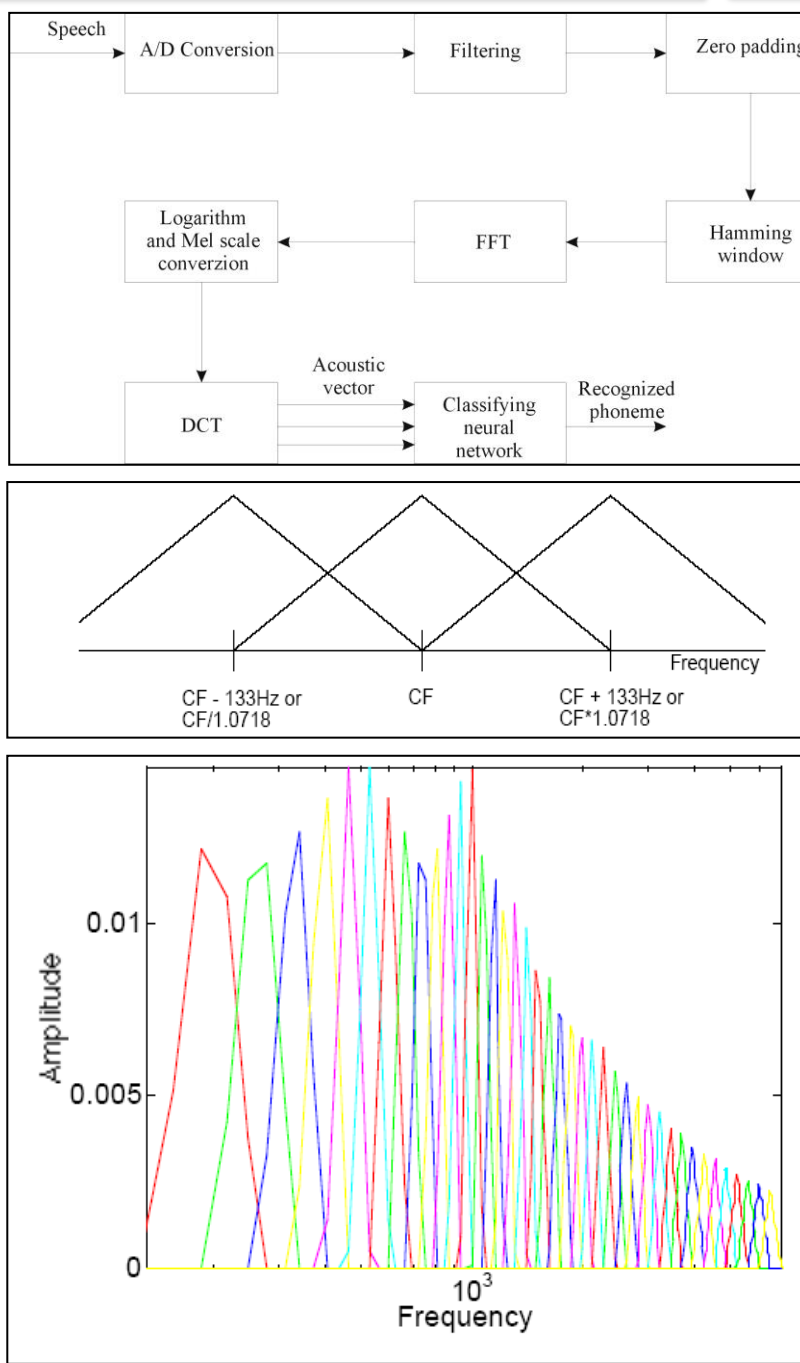 Speech
A/D Conversion
Filtering
Zero padding
Logarithm
and Mel scale
converzion
FFT
Hamming
window
DCT
Acoustic
vector
Classifying
neural
network
Recognized
phoneme
Frequency
CF - 133Hz or
CF/1.0718
CF
CF + 133Hz or
CF*1.0718
0.01
0.005
0
Amplitude
10³
Frequency